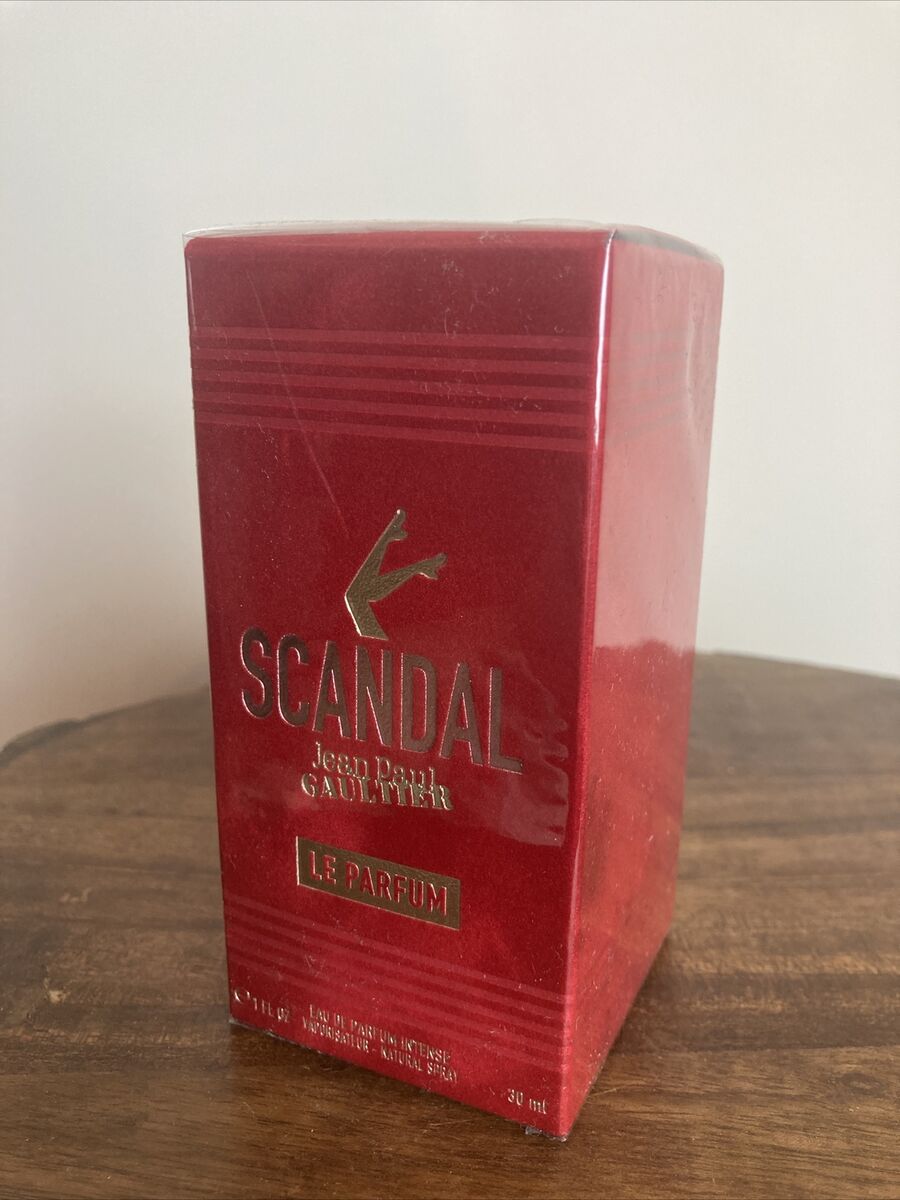 SCANDAL
Jean Paul
GAULTIER
LE PARFUM
℮ 1 FL OZ
EAU DE PARFUM INTENSE
VAPORISATEUR - NATURAL SPRAY
30 ml